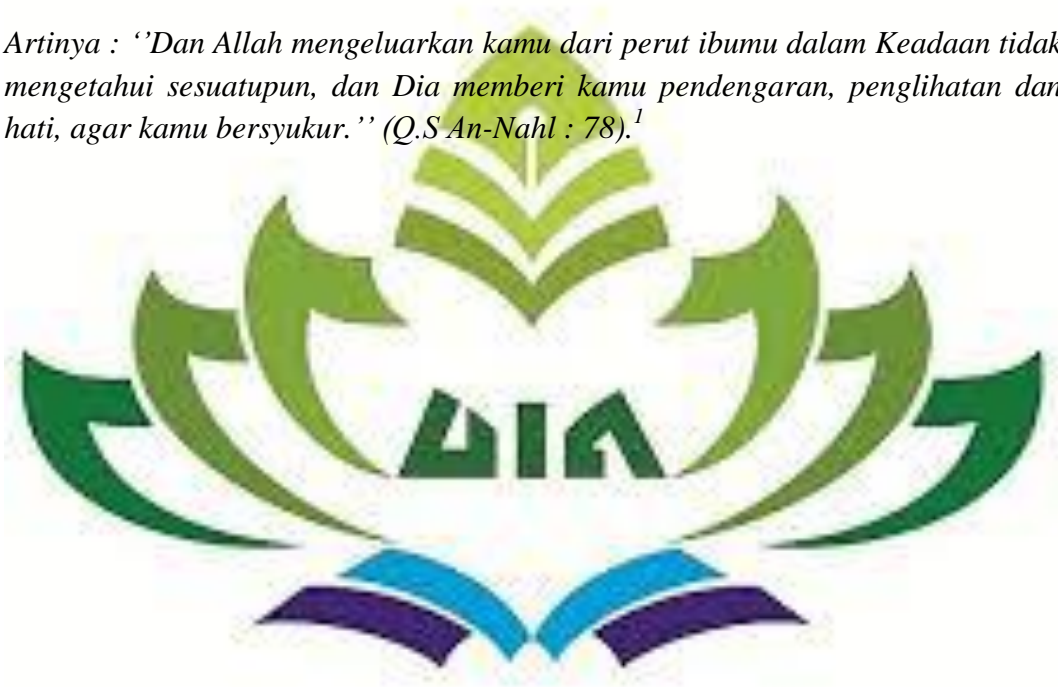 Artinya : ‘’Dan Allah mengeluarkan kamu dari perut ibumu dalam Keadaan tidak
mengetahui sesuatupun, dan Dia memberi kamu pendengaran, penglihatan dan
hati, agar kamu bersyukur.’’ (Q.S An-Nahl : 78).1
UIN